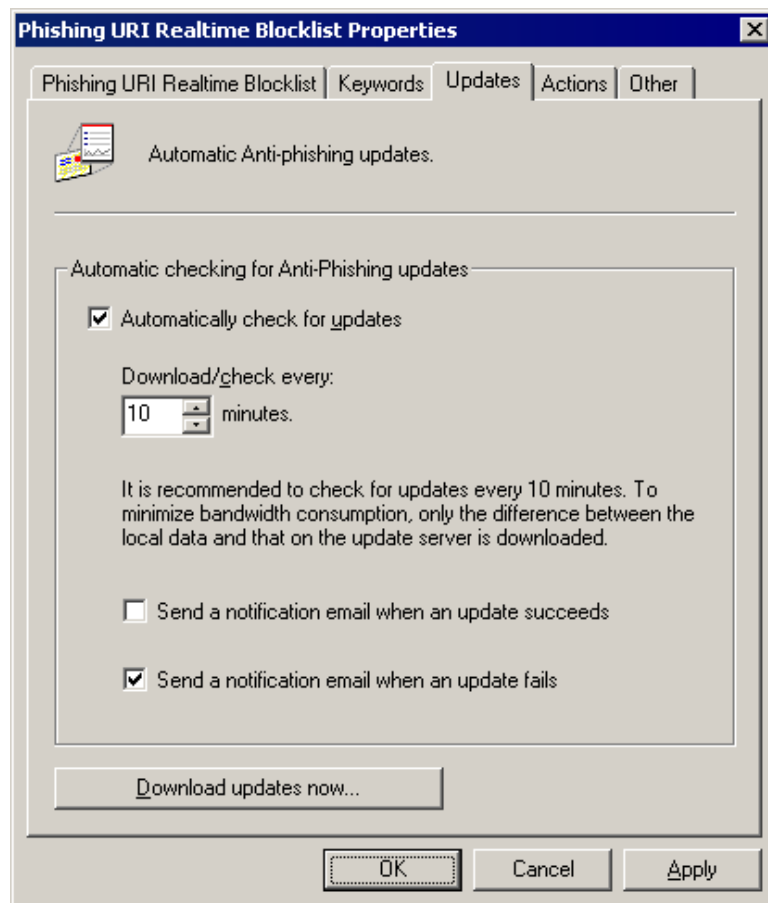 Phishing URI Realtime Blocklist Properties
Phishing URI Realtime Blocklist Keywords Updates Actions Other
Automatic Anti-phishing updates.
Automatic checking for Anti-Phishing updates
Automatically check for updates
Download/check every:
10 minutes.
It is recommended to check for updates every 10 minutes. To
minimize bandwidth consumption, only the difference between the
local data and that on the update server is downloaded.
Send a notification email when an update succeeds
Send a notification email when an update fails
Download updates now...
OK Cancel Apply